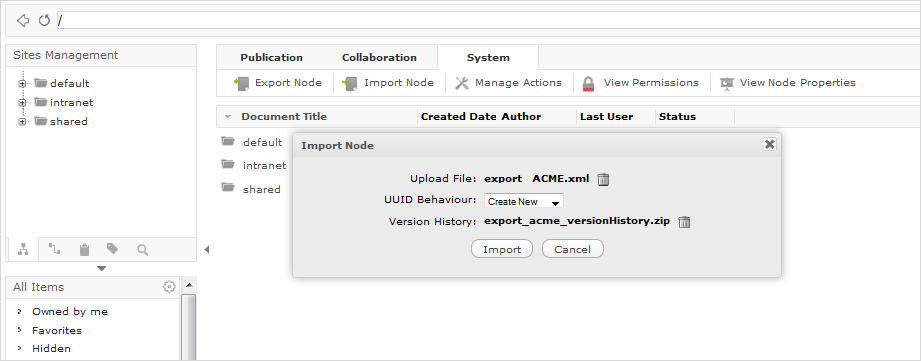 /
Sites Management
default
intranet
shared
All Items
Owned by me
Favorites
Hidden
Publication Collaboration System
Export Node Import Node Manage Actions View Permissions View Node Properties
Document Title Created Date Author Last User Status
default
intranet
shared
Import Node
Upload File: export ACME.xml
UUID Behaviour: Create New
Version History: export_acme_versionHistory.zip
Import Cancel